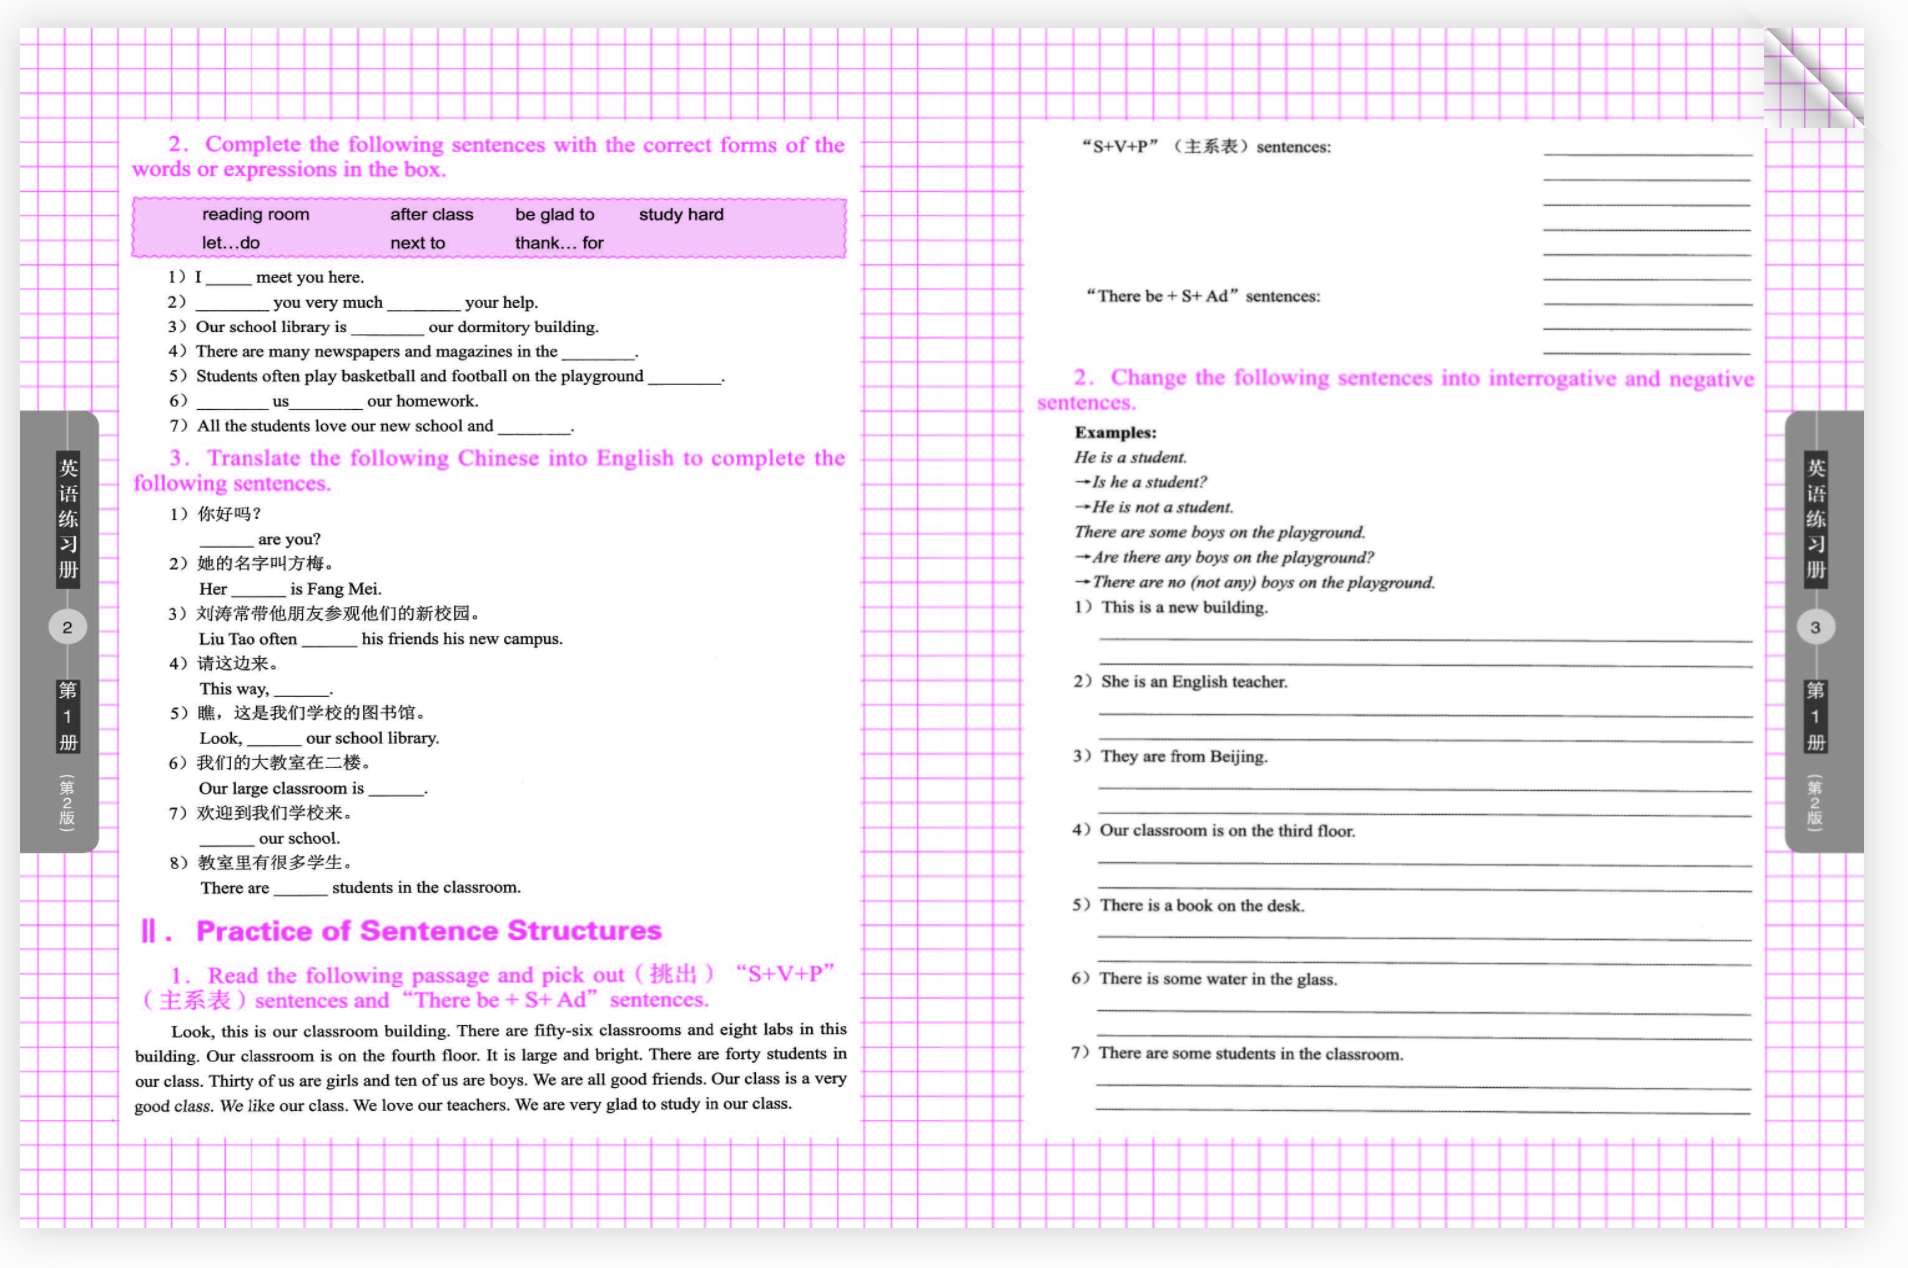 2. Complete the following sentences with the correct forms of the
words or expressions in the box.
reading room after class be glad to study hard
let…do next to thank… for
1）I _____ meet you here.
2）________ you very much ________ your help.
3）Our school library is ________ our dormitory building.
4）There are many newspapers and magazines in the ________.
5）Students often play basketball and football on the playground ________.
6）________ us________ our homework.
7）All the students love our new school and ________.
3. Translate the following Chinese into English to complete the
following sentences.
1）你好吗？
______ are you?
2）她的名字叫方梅。
Her ______ is Fang Mei.
3）刘涛常带他朋友参观他们的新校园。
Liu Tao often ______ his friends his new campus.
4）请这边来。
This way, ______.
5）瞧，这是我们学校的图书馆。
Look, ______ our school library.
6）我们的大教室在二楼。
Our large classroom is ______.
7）欢迎到我们学校来。
______ our school.
8）教室里有很多学生。
There are ______ students in the classroom.
Ⅱ. Practice of Sentence Structures
1. Read the following passage and pick out（挑出）“S+V+P”
（主系表）sentences and “There be + S+ Ad” sentences.
Look, this is our classroom building. There are fifty-six classrooms and eight labs in this
building. Our classroom is on the fourth floor. It is large and bright. There are forty students in
our class. Thirty of us are girls and ten of us are boys. We are all good friends. Our class is a very
good class. We like our class. We love our teachers. We are very glad to study in our class.
英语练习册
2
第1册
（第2版）
“S+V+P”（主系表）sentences:
“There be + S+ Ad” sentences:
2. Change the following sentences into interrogative and negative
sentences.
Examples:
He is a student.
→Is he a student?
→He is not a student.
There are some boys on the playground.
→Are there any boys on the playground?
→There are no (not any) boys on the playground.
1）This is a new building.
2）She is an English teacher.
3）They are from Beijing.
4）Our classroom is on the third floor.
5）There is a book on the desk.
6）There is some water in the glass.
7）There are some students in the classroom.
英语练习册
3
第1册
（第2版）